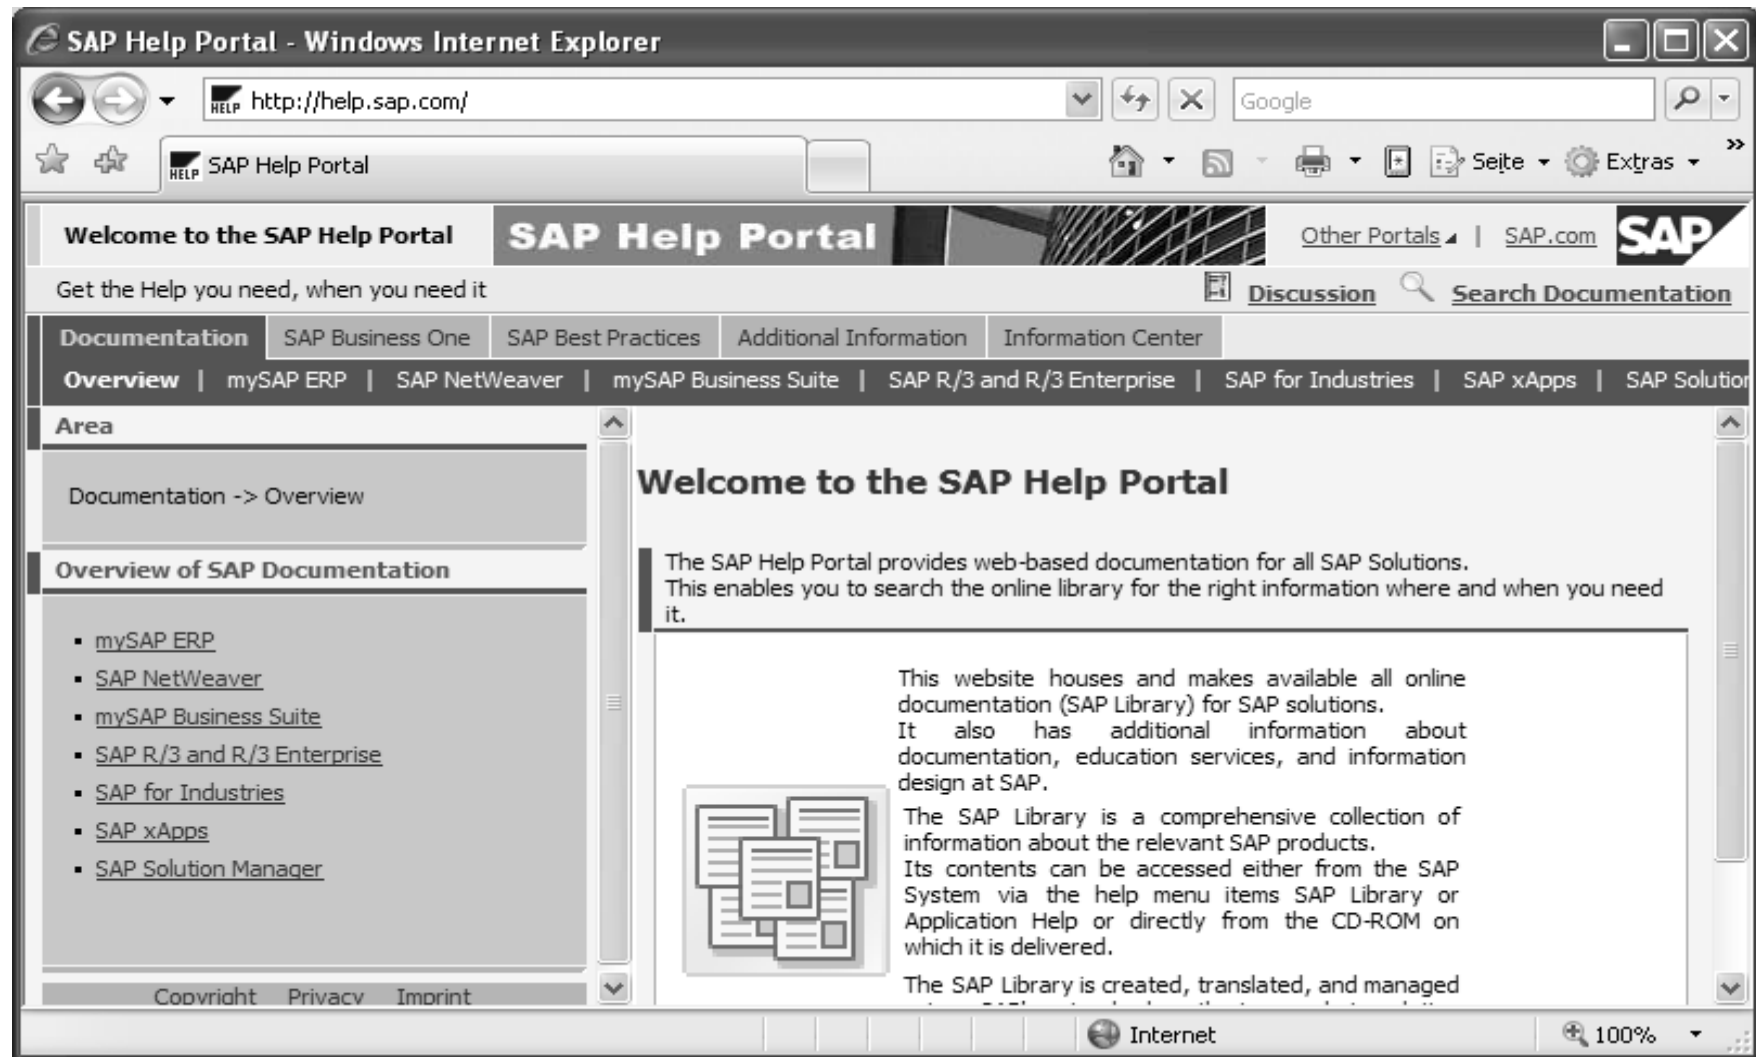 SAP Help Portal - Windows Internet Explorer
HELP http://help.sap.com/ Google
HELP SAP Help Portal Seite Extras »
Welcome to the SAP Help Portal SAP Help Portal Other Portals | SAP.com SAP
Get the Help you need, when you need it Discussion Search Documentation
Documentation SAP Business One SAP Best Practices Additional Information Information Center
Overview | mySAP ERP | SAP NetWeaver | mySAP Business Suite | SAP R/3 and R/3 Enterprise | SAP for Industries | SAP xApps | SAP Solution
Area
Documentation -> Overview
Overview of SAP Documentation
mySAP ERP
SAP NetWeaver
mySAP Business Suite
SAP R/3 and R/3 Enterprise
SAP for Industries
SAP xApps
SAP Solution Manager
Copyright Privacy Imprint
Welcome to the SAP Help Portal
The SAP Help Portal provides web-based documentation for all SAP Solutions.
This enables you to search the online library for the right information where and when you need
it.
This website houses and makes available all online
documentation (SAP Library) for SAP solutions.
It also has additional information about
documentation, education services, and information
design at SAP.
The SAP Library is a comprehensive collection of
information about the relevant SAP products.
Its contents can be accessed either from the SAP
System via the help menu items SAP Library or
Application Help or directly from the CD-ROM on
which it is delivered.
The SAP Library is created, translated, and managed
Internet 100%